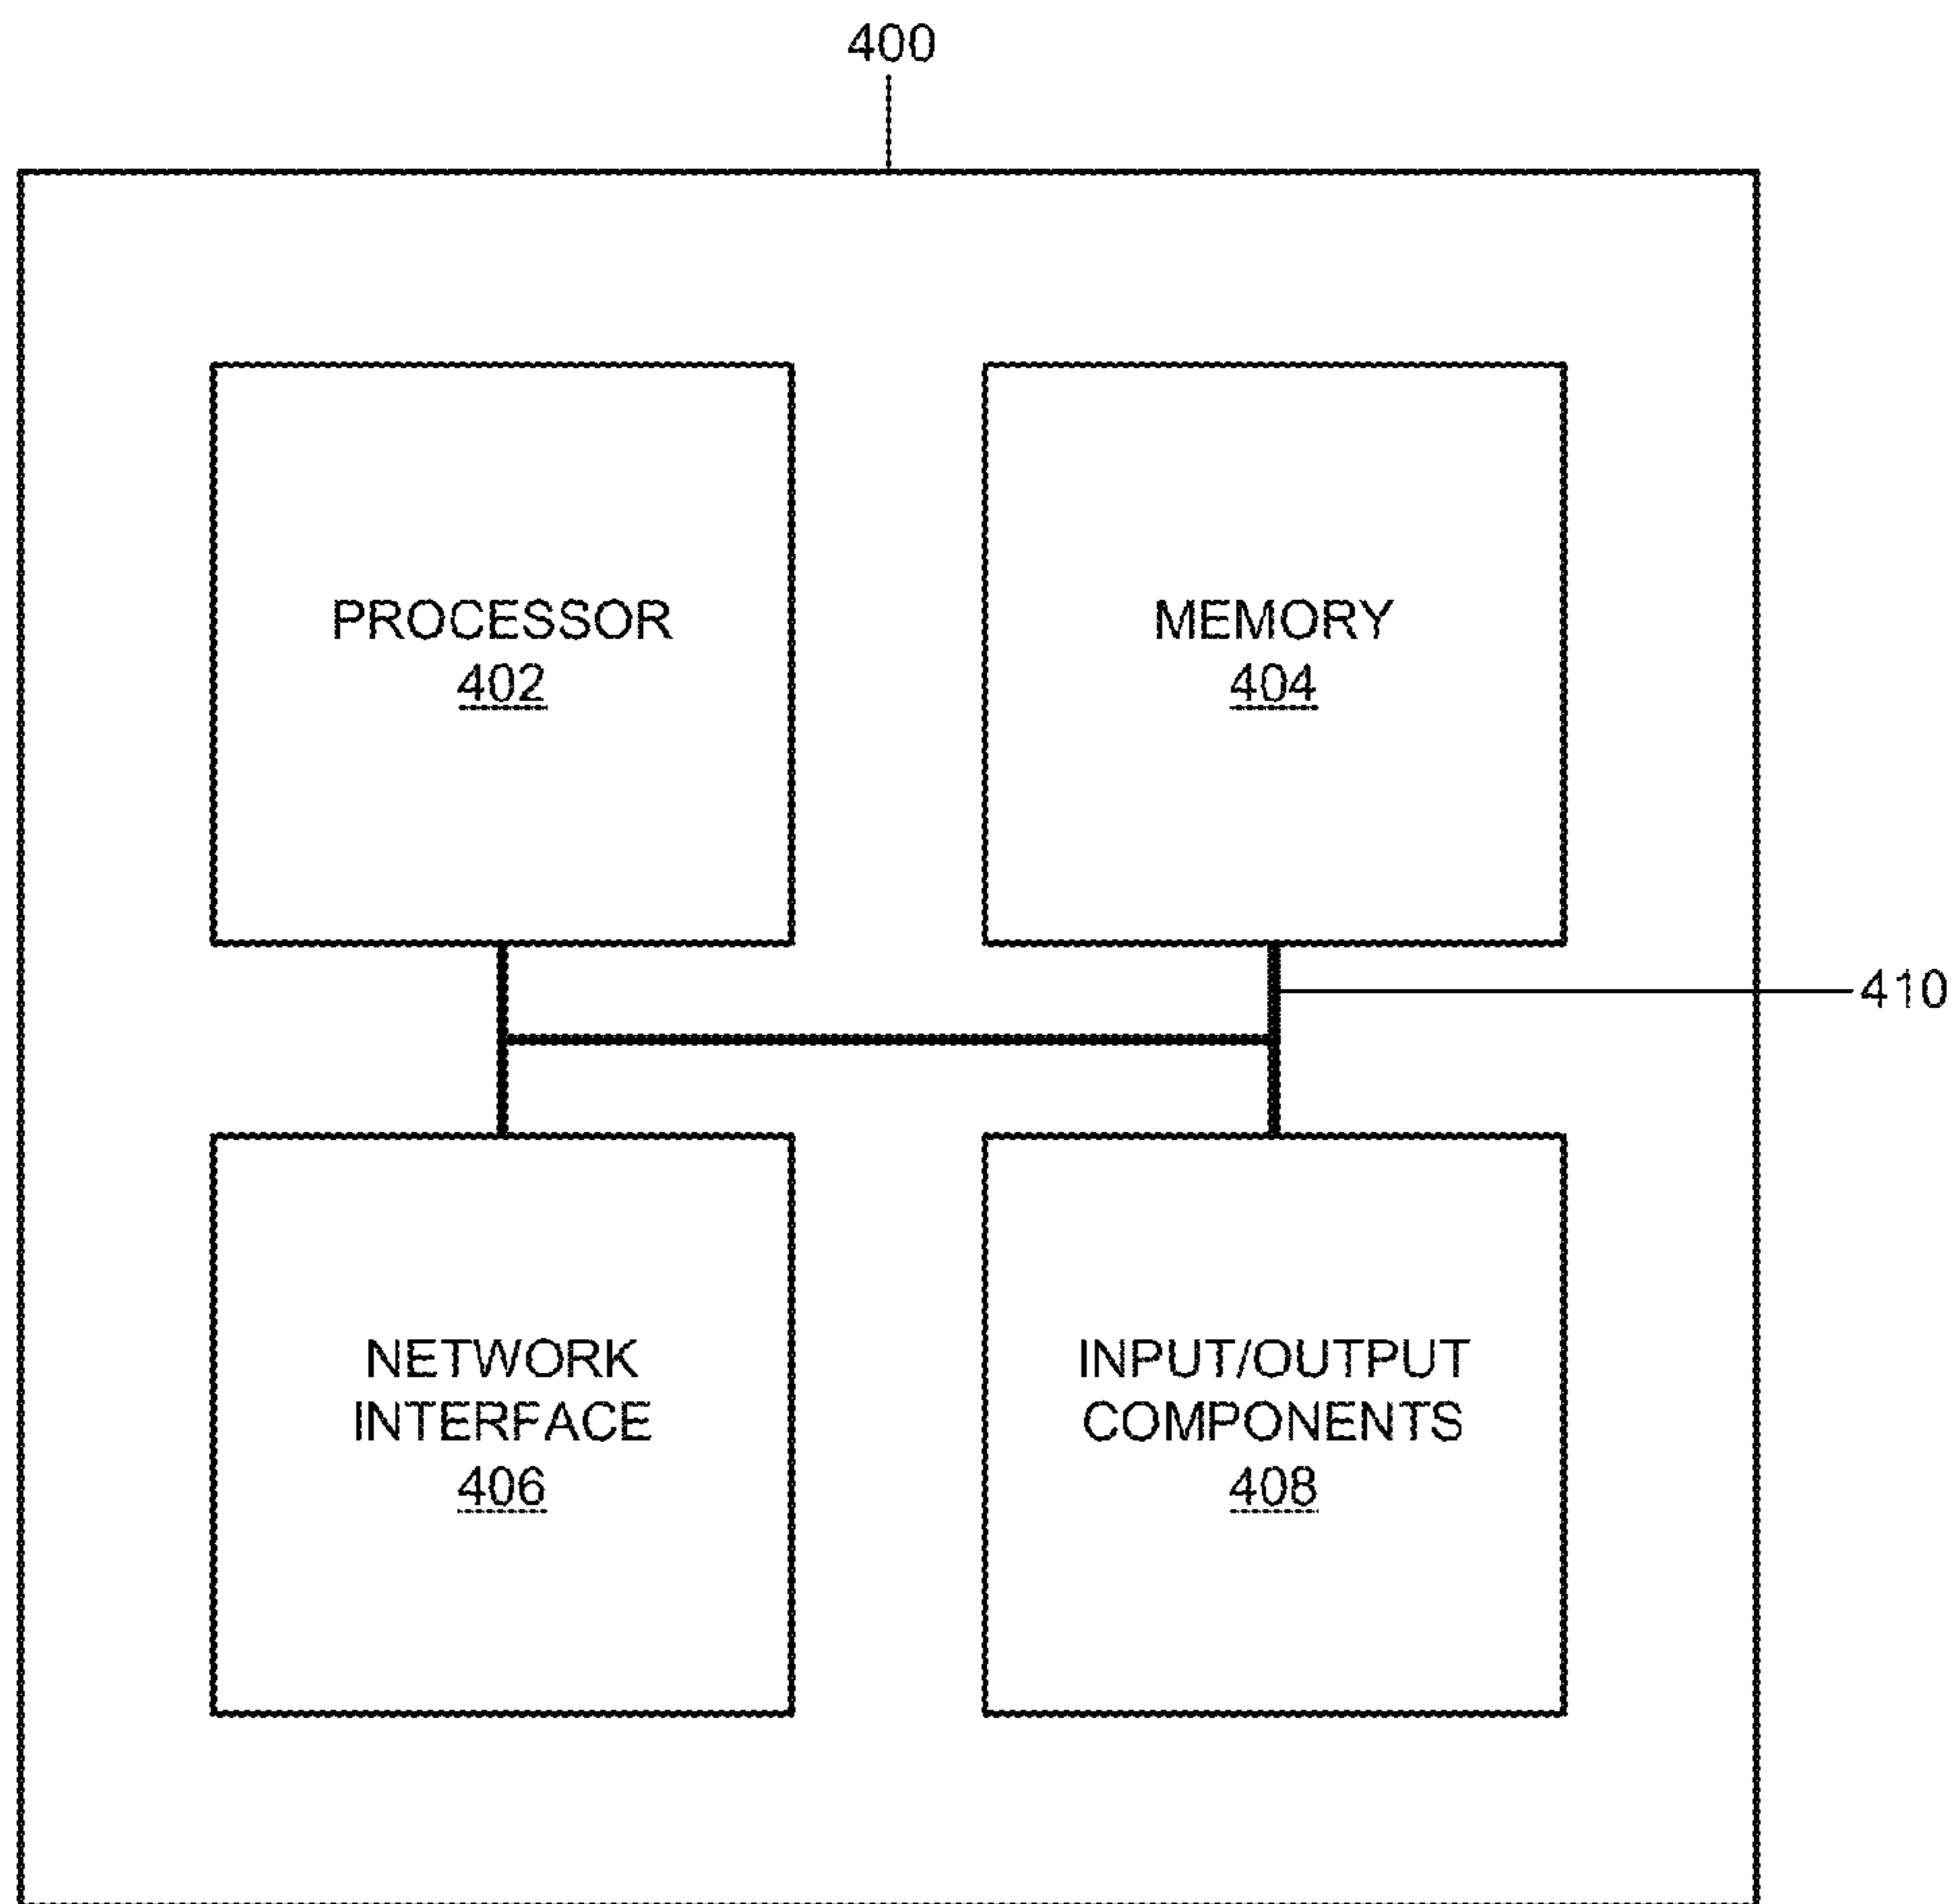 400
PROCESSOR
402
MEMORY
404
410
NETWORK
INTERFACE
406
INPUT/OUTPUT
COMPONENTS
408